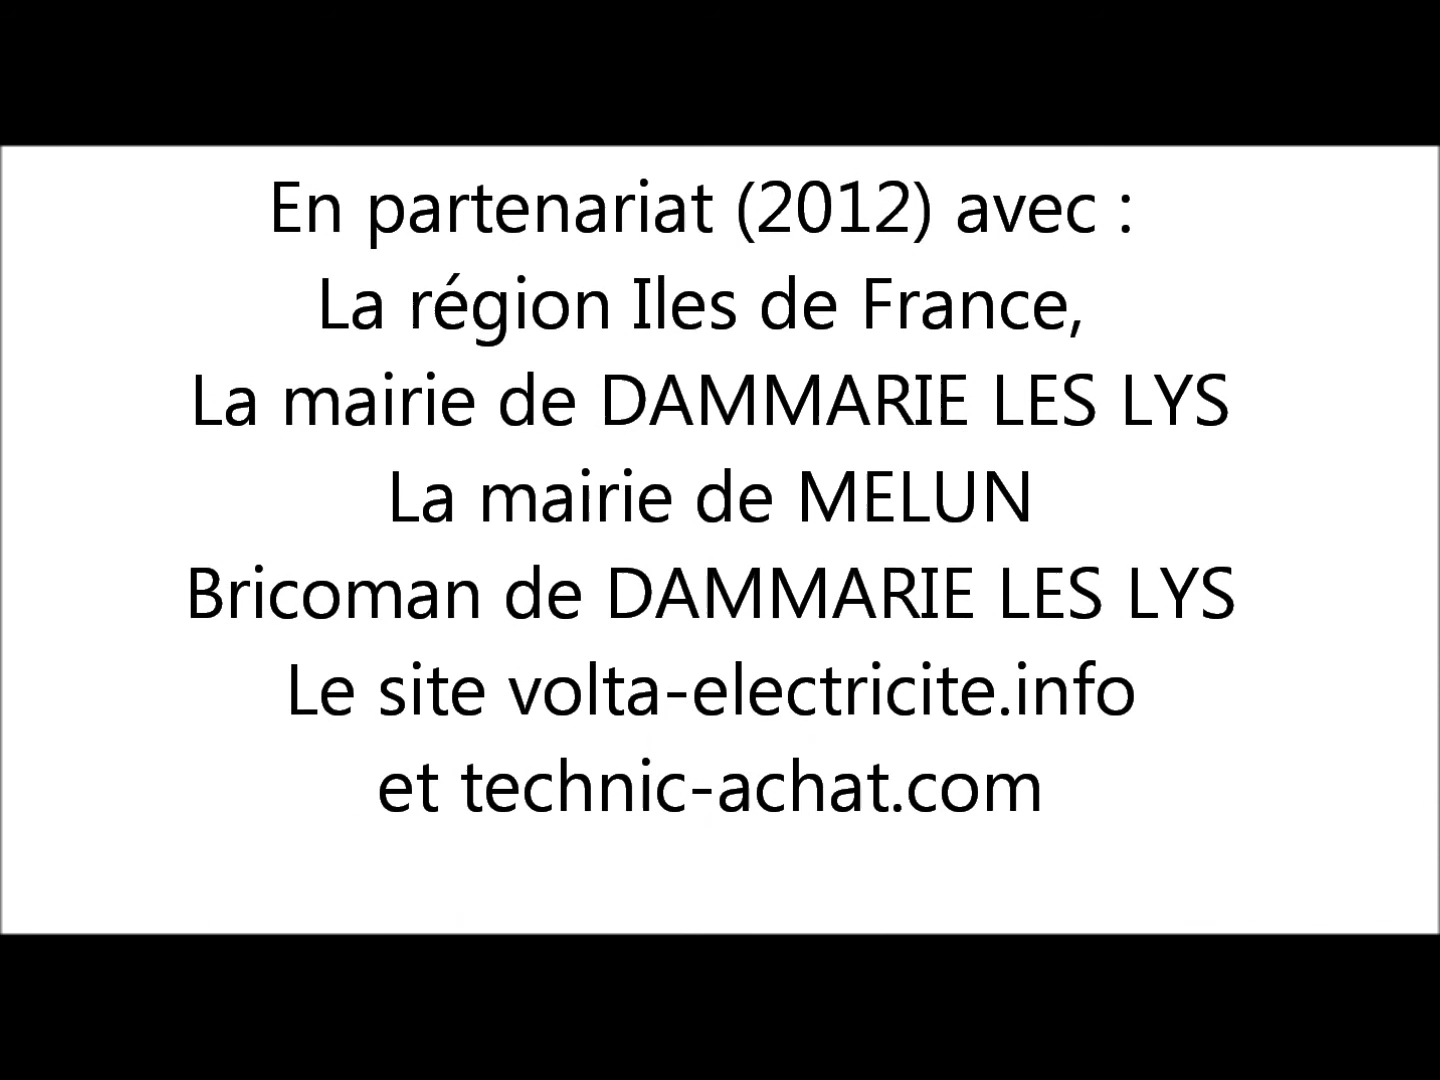 En partenariat (2012) avec :
La région Iles de France,
La mairie de DAMMARIE LES LYS
La mairie de MELUN
Bricoman de DAMMARIE LES LYS
Le site volta-electricite.info
et technic-achat.com